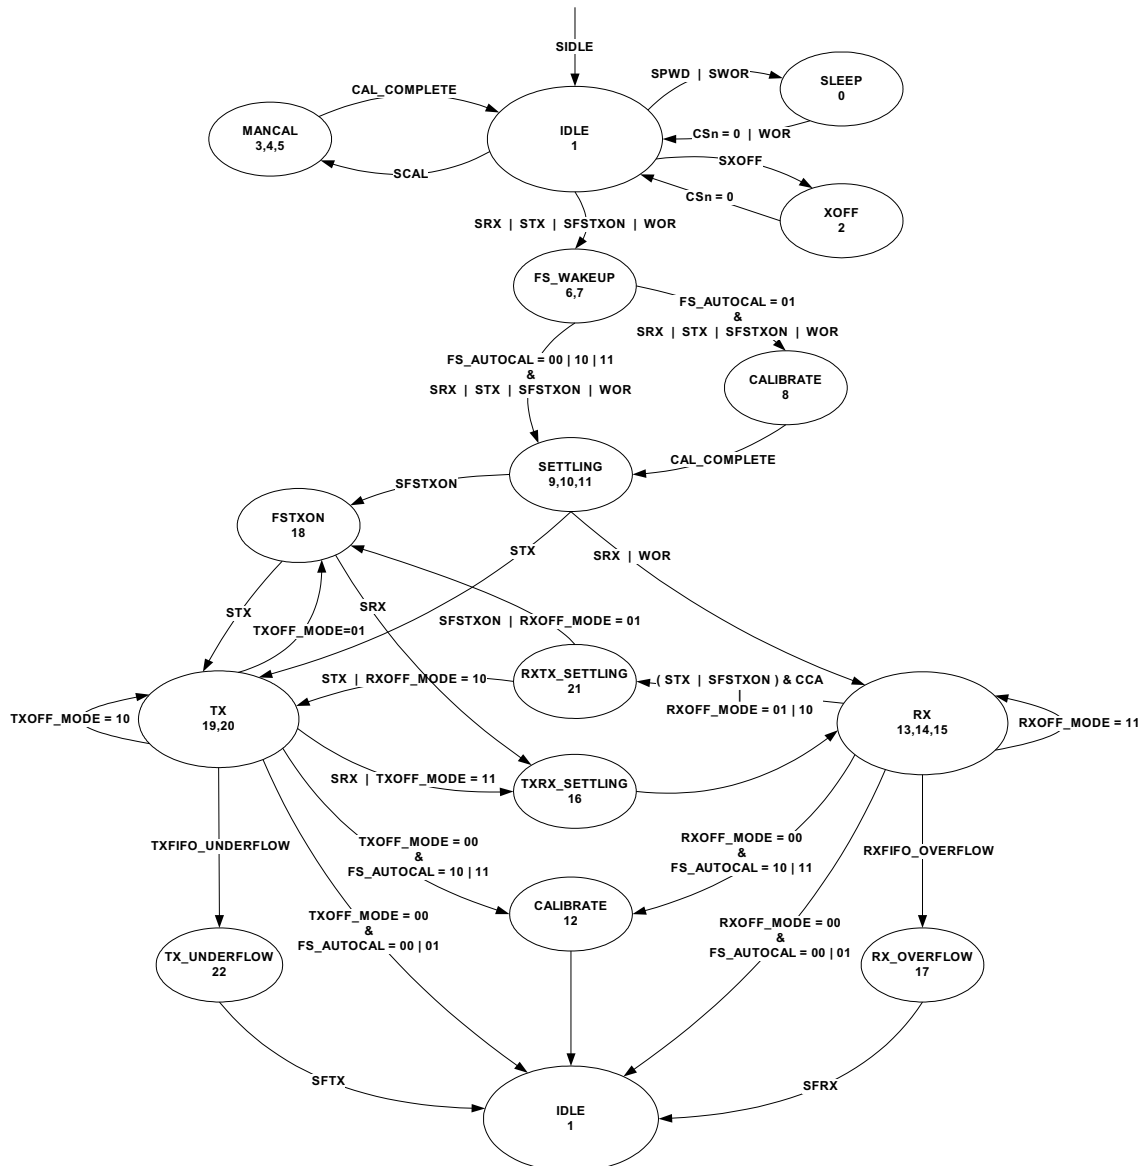 SIDLE
SPWD | SWOR
SLEEP
0
CAL_COMPLETE
IDLE
1
MANCAL
3,4,5
CSn = 0 | WOR
SCAL
SXOFF
CSn = 0
XOFF
2
SRX | STX | SFSTXON | WOR
FS_WAKEUP
6,7
FS_AUTOCAL = 01
&
SRX | STX | SFSTXON | WOR
FS_AUTOCAL = 00 | 10 | 11
&
SRX | STX | SFSTXON | WOR
CALIBRATE
8
CAL_COMPLETE
SETTLING
9,10,11
SFSTXON
FSTXON
18
STX
SRX | WOR
STX
SRX
TXOFF_MODE=01
SFSTXON | RXOFF_MODE = 01
STX | RXOFF_MODE = 10
RXTX_SETTLING
21
( STX | SFSTXON ) & CCA
|
RXOFF_MODE = 01 | 10
TXOFF_MODE = 10
TX
19,20
RX
13,14,15
RXOFF_MODE = 11
SRX | TXOFF_MODE = 11
TXRX_SETTLING
16
TXFIFO_UNDERFLOW
TXOFF_MODE = 00
&
FS_AUTOCAL = 10 | 11
RXOFF_MODE = 00
&
FS_AUTOCAL = 10 | 11
RXFIFO_OVERFLOW
CALIBRATE
12
TXOFF_MODE = 00
&
FS_AUTOCAL = 00 | 01
RXOFF_MODE = 00
&
FS_AUTOCAL = 00 | 01
TX_UNDERFLOW
22
RX_OVERFLOW
17
SFTX
SFRX
IDLE
1